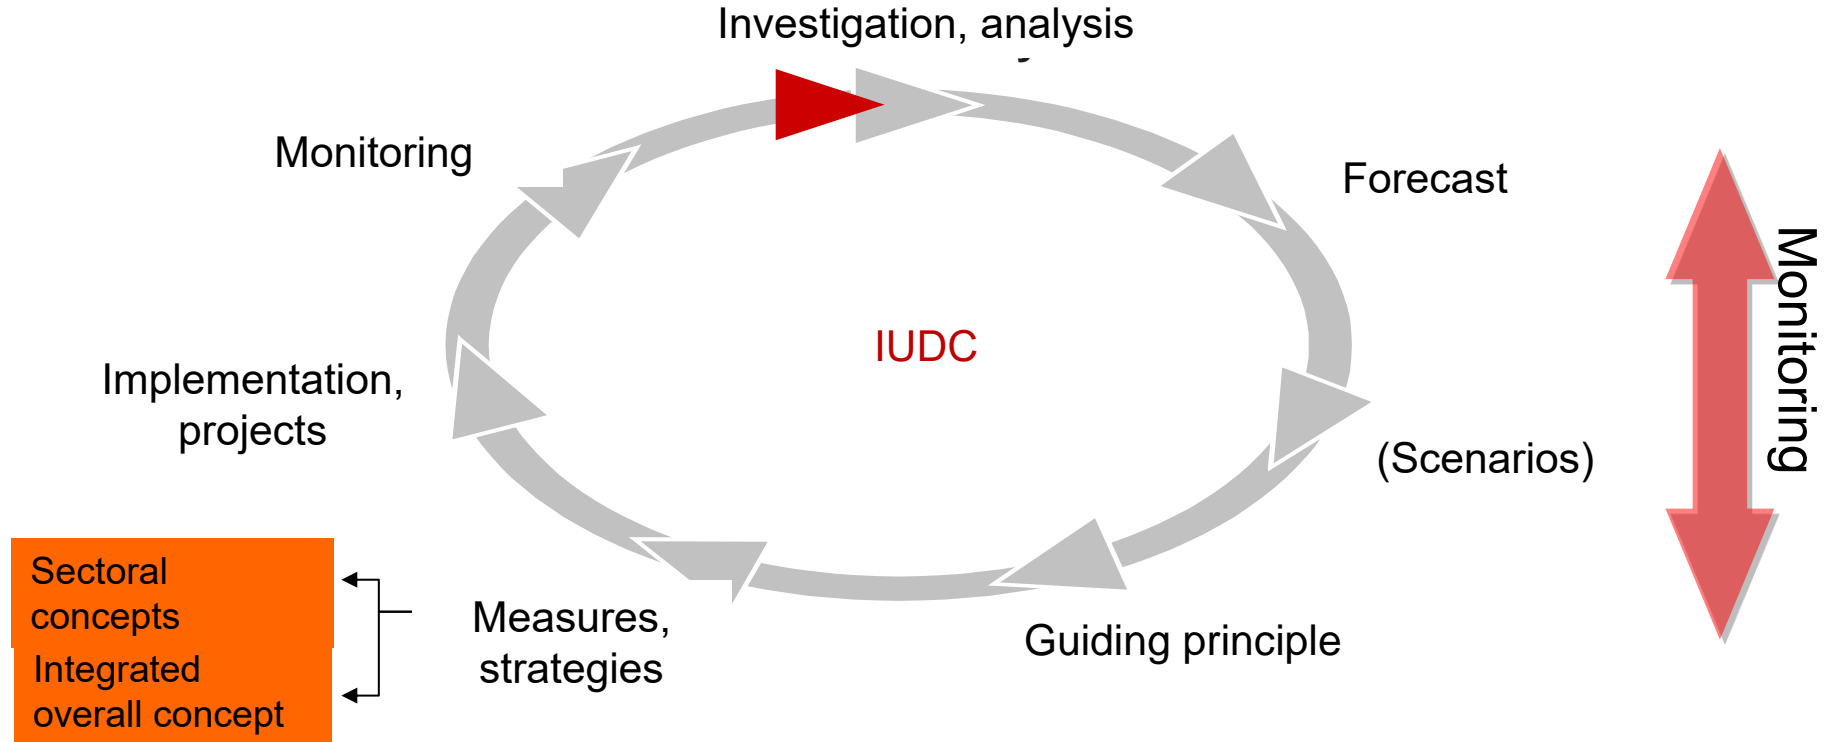 Investigation, analysis
Monitoring
Forecast
Monitoring
IUDC
Implementation,
projects
(Scenarios)
Sectoral
concepts
Integrated
overall concept
Measures,
strategies
Guiding principle